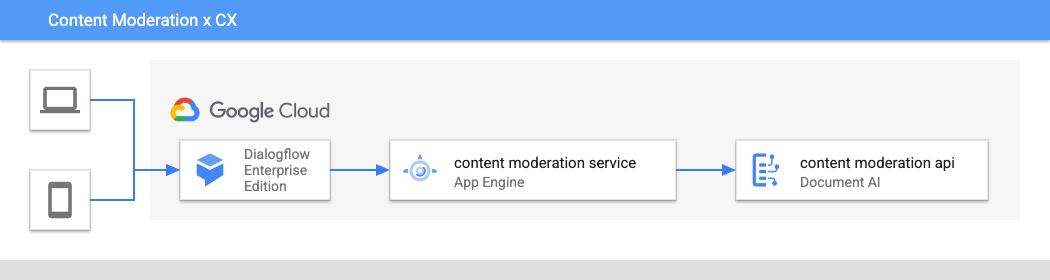 Content Moderation x CX
Google Cloud
Dialogflow
Enterprise
Edition
content moderation service
App Engine
content moderation api
Document AI